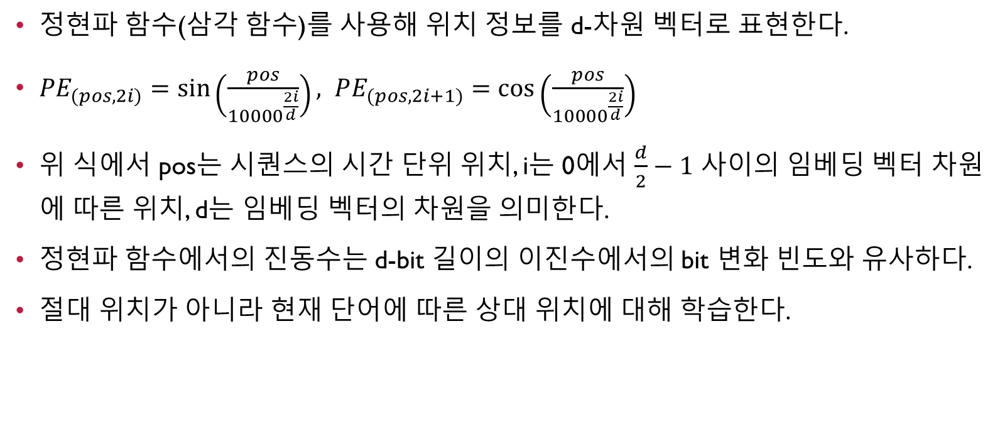 • 정현파 함수(삼각 함수)를 사용해 위치 정보를 d-차원 벡터로 표현한다.
• $PE_{(pos,2i)} = \sin\left(\frac{pos}{10000^{\frac{2i}{d}}}\right),\ PE_{(pos,2i+1)} = \cos\left(\frac{pos}{10000^{\frac{2i}{d}}}\right)$
• 위 식에서 pos는 시퀀스의 시간 단위 위치, i는 0에서 $\frac{d}{2} - 1$ 사이의 임베딩 벡터 차원
에 따른 위치, d는 임베딩 벡터의 차원을 의미한다.
• 정현파 함수에서의 진동수는 d-bit 길이의 이진수에서의 bit 변화 빈도와 유사하다.
• 절대 위치가 아니라 현재 단어에 따른 상대 위치에 대해 학습한다.